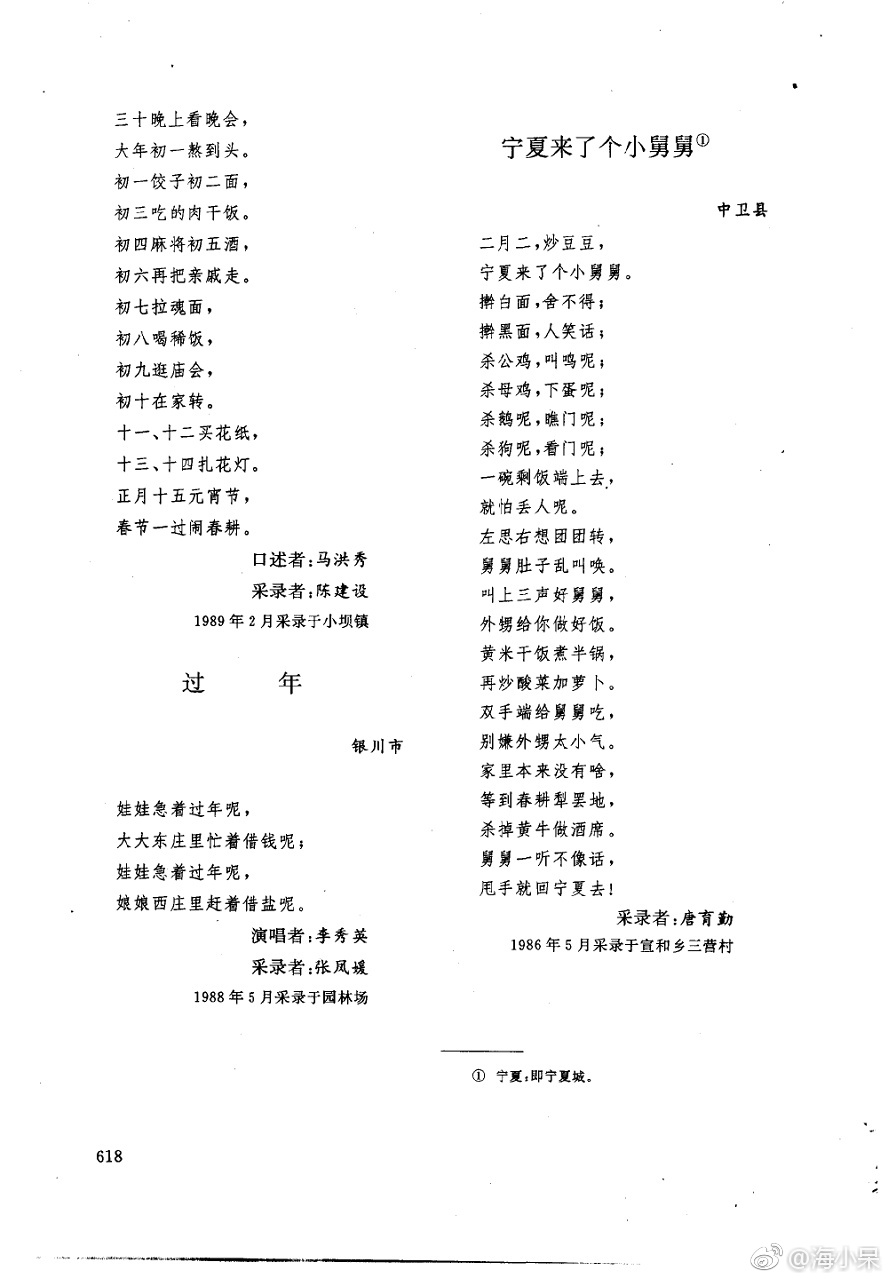 三十晚上看晚会，
大年初一熬到头。
初一饺子初二面，
初三吃的肉干饭。
初四麻将初五酒，
初六再把亲戚走。
初七拉魂面，
初八喝稀饭，
初九逛庙会，
初十在家转。
十一、十二买花纸，
十三、十四扎花灯。
正月十五元宵节，
春节一过闹春耕。
口述者：马洪秀
采录者：陈建设
1989年2月采录于小坝镇
过 年
银川市
娃娃急着过年呢，
大大东庄里忙着借钱呢；
娃娃急着过年呢，
娘娘西庄里赶着借盐呢。
演唱者：李秀英
采录者：张凤媛
1988年5月采录于园林场
宁夏来了个小舅舅①
中卫县
二月二，炒豆豆，
宁夏来了个小舅舅。
擀白面，舍不得；
擀黑面，人笑话；
杀公鸡，叫鸣呢；
杀母鸡，下蛋呢；
杀鹅呢，瞧门呢；
杀狗呢，看门呢；
一碗剩饭端上去，
就怕丢人呢。
左思右想团团转，
舅舅肚子乱叫唤。
叫上三声好舅舅，
外甥给你做好饭。
黄米干饭煮半锅，
再炒酸菜加萝卜。
双手端给舅舅吃，
别嫌外甥太小气。
家里本来没有啥，
等到春耕犁罢地，
杀掉黄牛做酒席。
舅舅一听不像话，
甩手就回宁夏去！
采录者：唐育勤
1986年5月采录于宣和乡三营村
① 宁夏：即宁夏城。
618
@海小呆